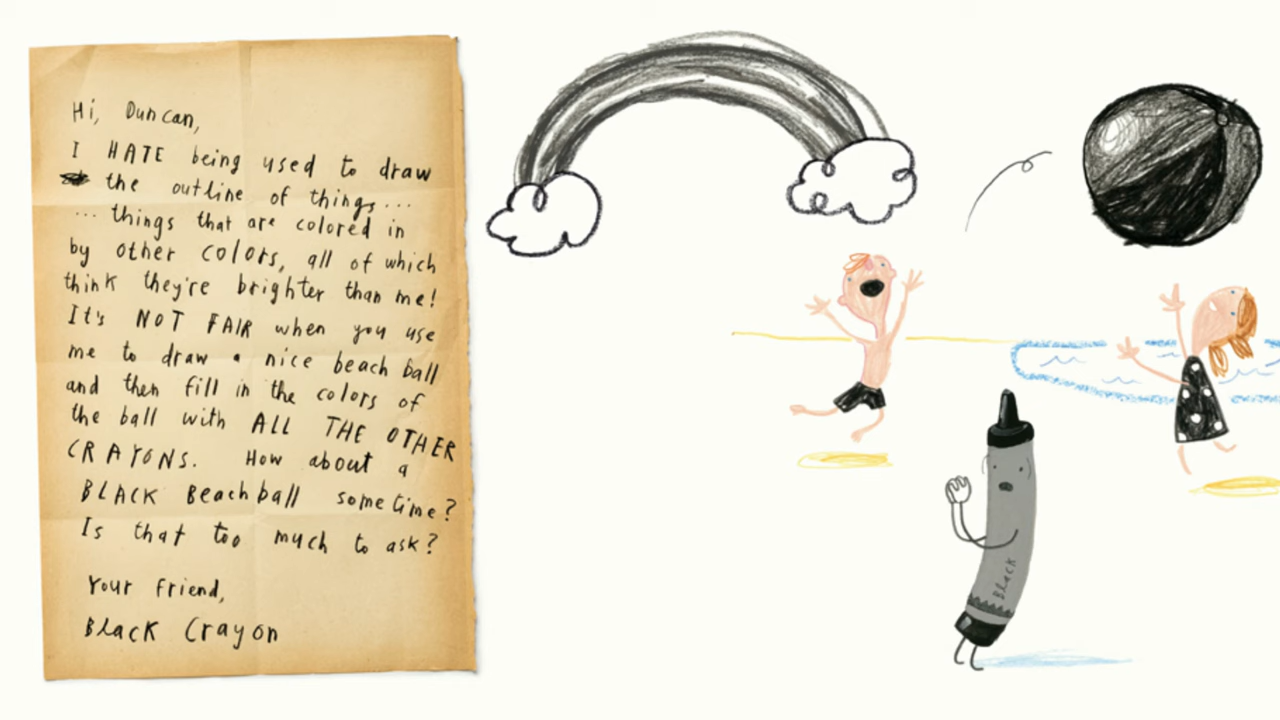 Hi, Duncan,
I HATE being used to draw
the outline of things...
...things that are colored in
by other colors, all of which
think they're brighter than me!
It's NOT FAIR when you use
me to draw a nice beach ball
and then fill in the colors of
the ball with ALL THE OTHER
CRAYONS. How about a
BLACK Beach ball sometime?
Is that too much to ask?
Your friend,
Black Crayon
Black